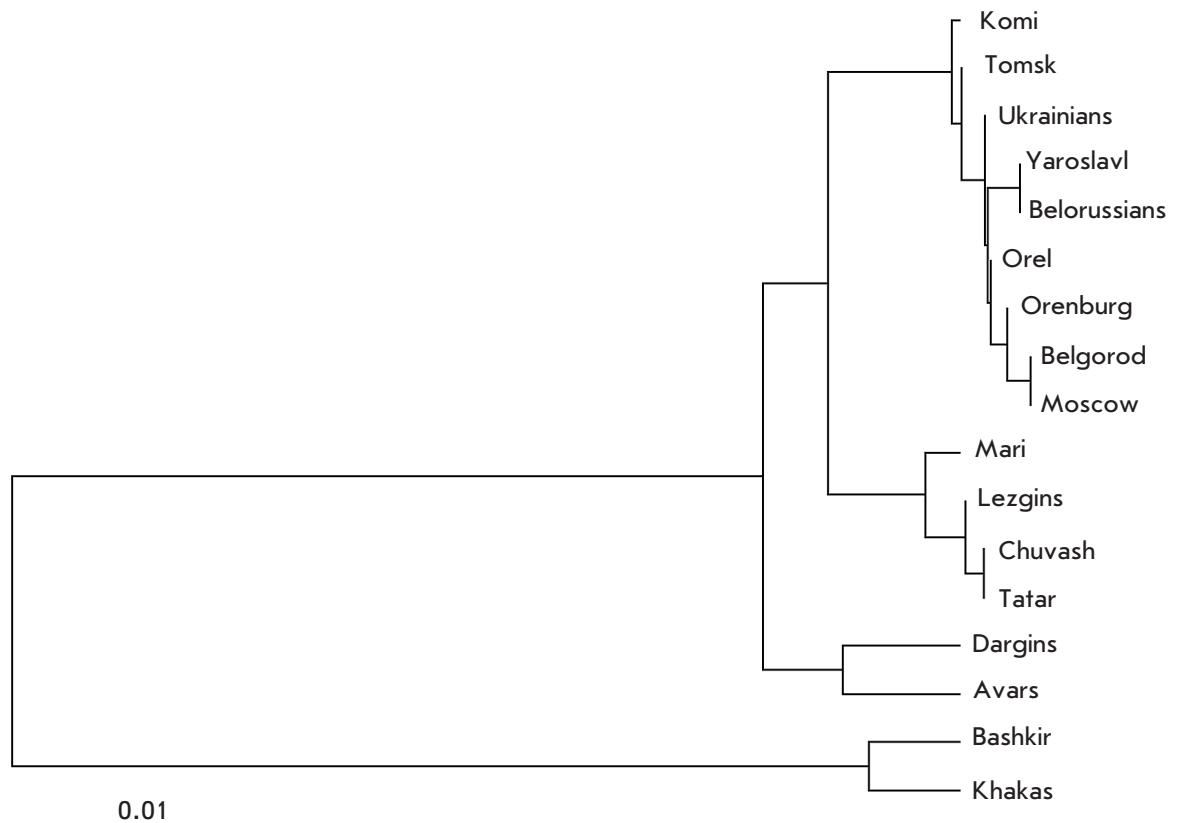 Komi
Tomsk
Ukrainians
Yaroslavl
Belorussians
Orel
Orenburg
Belgorod
Moscow
Mari
Lezgins
Chuvash
Tatar
Dargins
Avars
Bashkir
Khakas
0.01